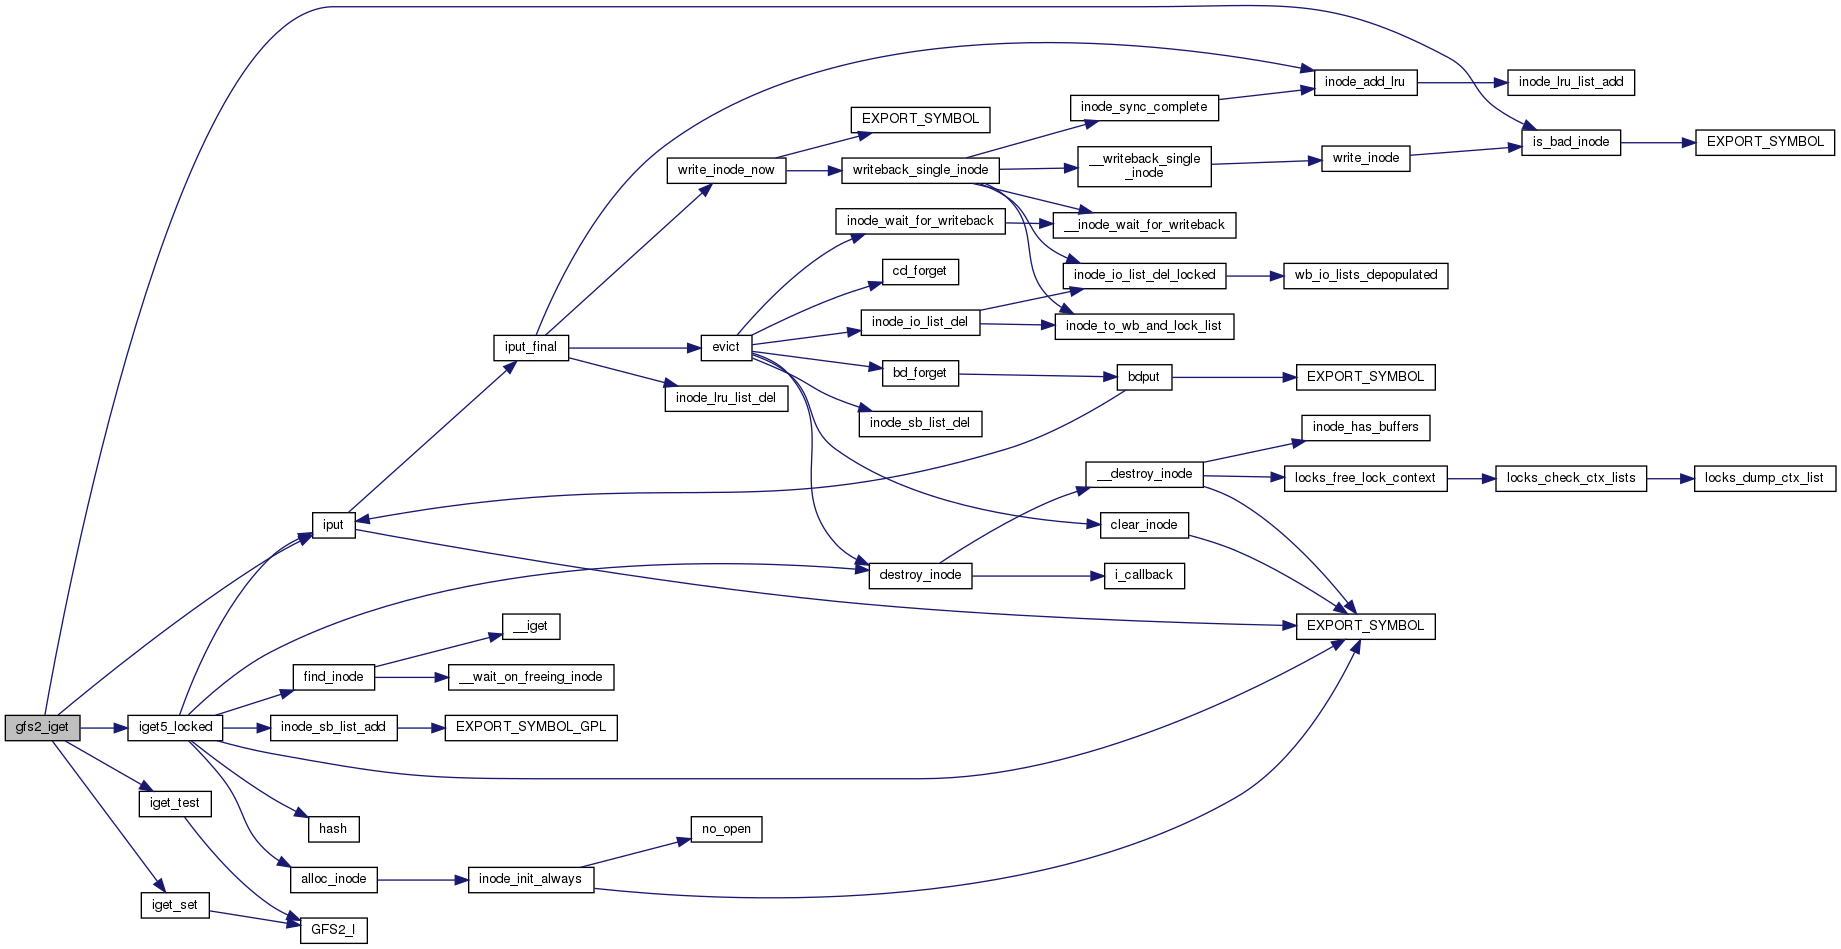 inode_add_lru
inode_lru_list_add
inode_sync_complete
EXPORT_SYMBOL
is_bad_inode
EXPORT_SYMBOL
__writeback_single
_inode
write_inode
write_inode_now
writeback_single_inode
inode_wait_for_writeback
__inode_wait_for_writeback
cd_forget
inode_io_list_del_locked
wb_io_lists_depopulated
inode_io_list_del
inode_to_wb_and_lock_list
iput_final
evict
bd_forget
bdput
EXPORT_SYMBOL
inode_lru_list_del
inode_sb_list_del
inode_has_buffers
__destroy_inode
locks_free_lock_context
locks_check_ctx_lists
locks_dump_ctx_list
iput
clear_inode
destroy_inode
i_callback
__iget
EXPORT_SYMBOL
find_inode
__wait_on_freeing_inode
gfs2_iget
iget5_locked
inode_sb_list_add
EXPORT_SYMBOL_GPL
iget_test
hash
no_open
alloc_inode
inode_init_always
iget_set
GFS2_I